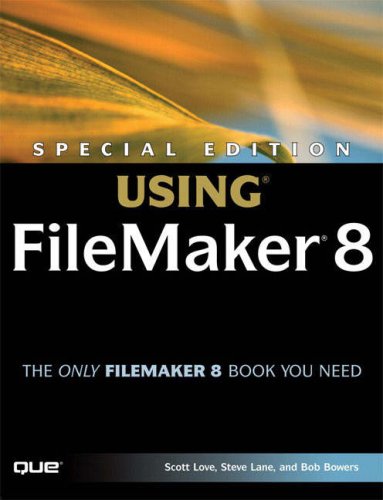 SPECIAL EDITION
USING®
FileMaker® 8
THE ONLY FILEMAKER 8 BOOK YOU NEED
QUE®
Scott Love, Steve Lane, and Bob Bowers